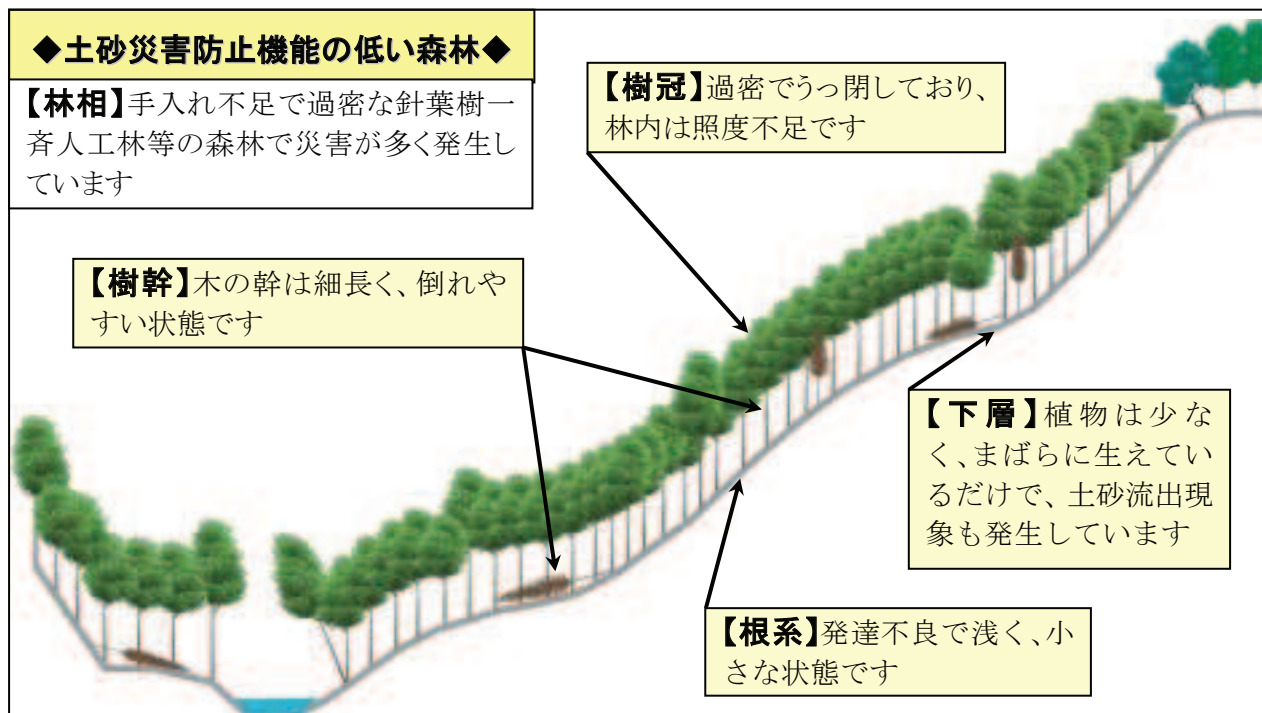 ◆土砂災害防止機能の低い森林◆
【林相】手入れ不足で過密な針葉樹一
斉人工林等の森林で災害が多く発生し
ています
【樹冠】過密でうっ閉しており、
林内は照度不足です
【樹幹】木の幹は細長く、倒れや
すい状態です
【下層】植物は少な
く、まばらに生えてい
るだけで、土砂流出現
象も発生しています
【根系】発達不良で浅く、小
さな状態です